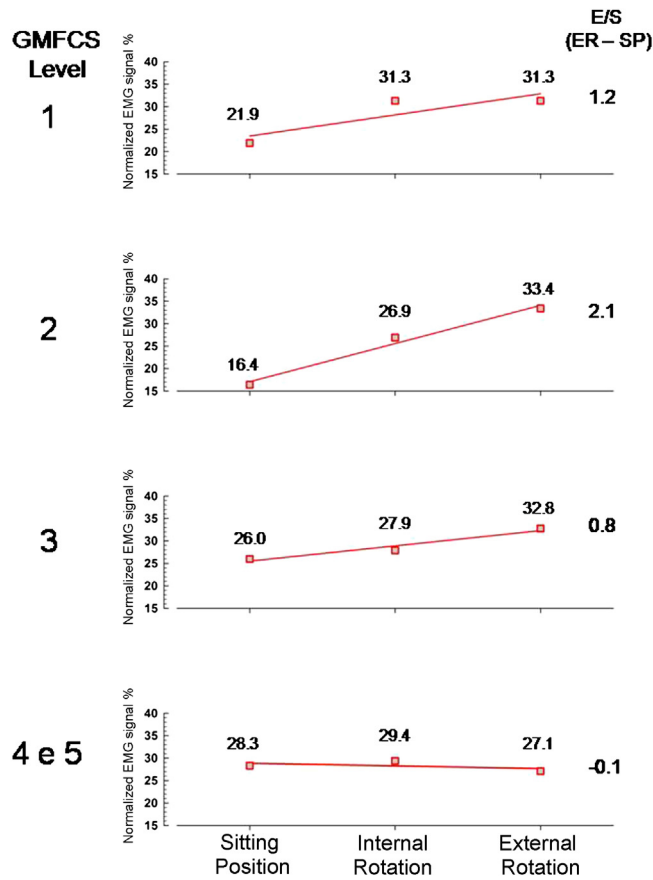 GMFCS
Level
E/S
(ER – SP)
1
Normalized EMG signal %
40
35
30
25
20
15
21.9
31.3
31.3
1.2
2
Normalized EMG signal %
40
35
30
25
20
15
16.4
26.9
33.4
2.1
3
Normalized EMG signal %
40
35
30
25
20
15
26.0
27.9
32.8
0.8
4 e 5
Normalized EMG signal %
40
35
30
25
20
15
28.3
29.4
27.1
-0.1
Sitting
Position
Internal
Rotation
External
Rotation